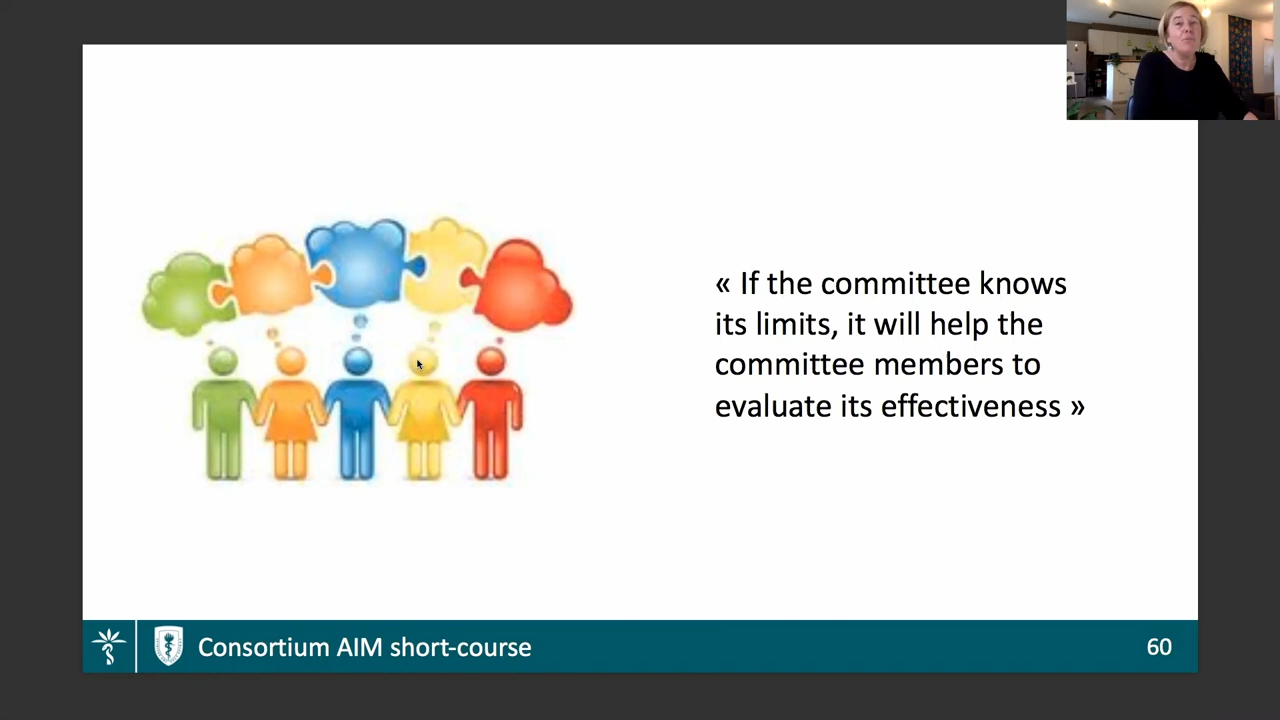 « If the committee knows
its limits, it will help the
committee members to
evaluate its effectiveness »
Consortium AIM short-course
60